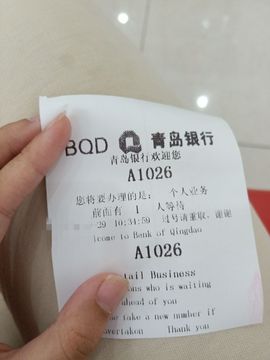 BQD 青岛银行
青岛银行欢迎您
A1026
您将要办理的是： 个人业务
前面有 1 人等待
29 10:34:59 过号请重取，谢谢
lcome to Bank of Qingdao
A1026
tail Business
ons who is waiting
ahead of you
e take a new number if
overtaken Thank you